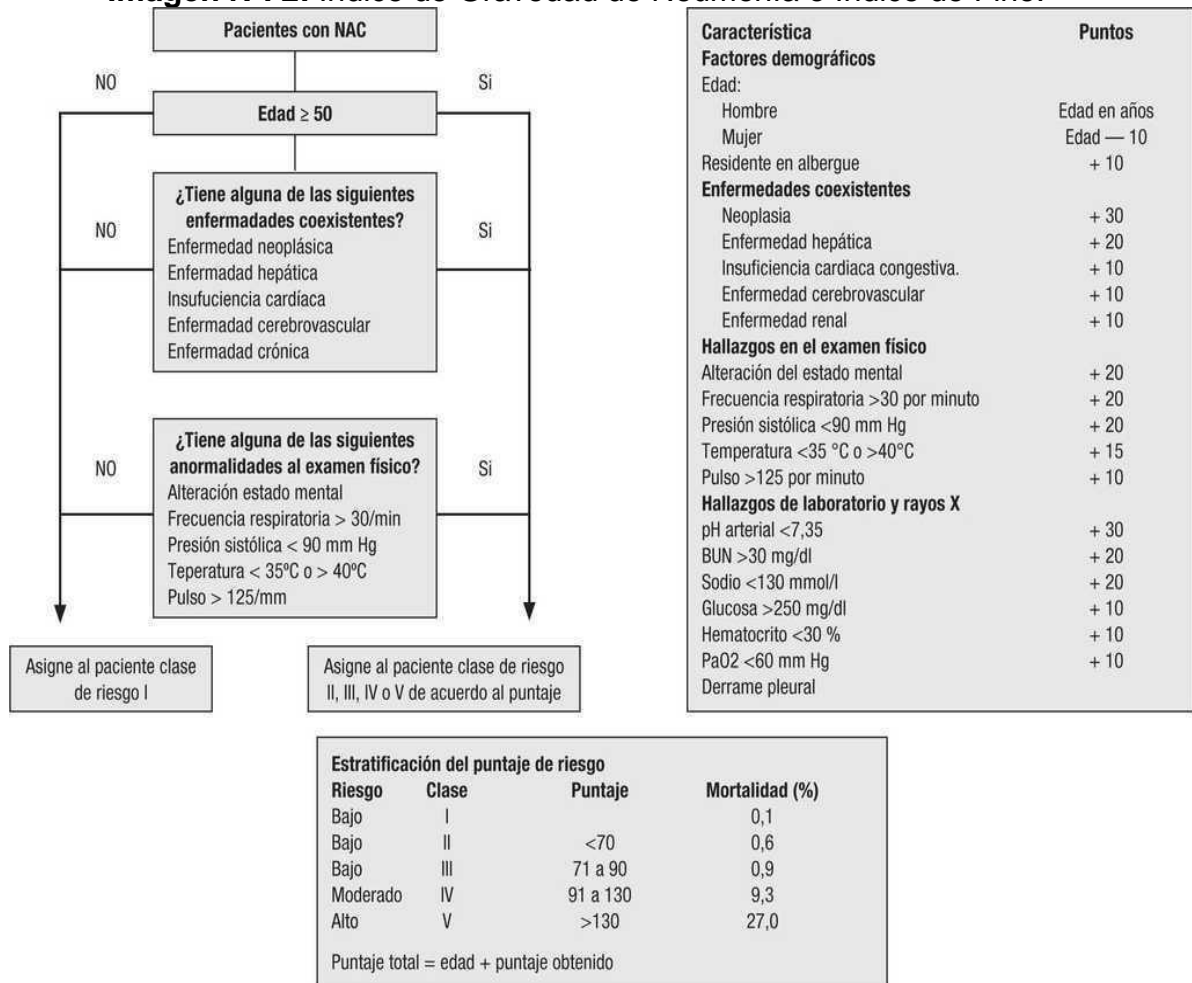 Pacientes con NAC
NO
Si
Edad ≥ 50
¿Tiene alguna de las siguientes
enfermadades coexistentes?
NO
Si
Enfermedad neoplásica
Enfermadad hepática
Insufuciencia cardíaca
Enfermadad cerebrovascular
Enfermadad crónica
¿Tiene alguna de las siguientes
anormalidades al examen físico?
NO
Si
Alteración estado mental
Frecuencia respiratoria > 30/min
Presión sistólica < 90 mm Hg
Teperatura < 35ºC o > 40ºC
Pulso > 125/mm
Asigne al paciente clase
de riesgo I
Asigne al paciente clase de riesgo
II, III, IV o V de acuerdo al puntaje
Característica Puntos
Factores demográficos
Edad:
Hombre Edad en años
Mujer Edad — 10
Residente en albergue + 10
Enfermedades coexistentes
Neoplasia + 30
Enfermedad hepática + 20
Insuficiencia cardiaca congestiva. + 10
Enfermedad cerebrovascular + 10
Enfermedad renal + 10
Hallazgos en el examen físico
Alteración del estado mental + 20
Frecuencia respiratoria >30 por minuto + 20
Presión sistólica <90 mm Hg + 20
Temperatura <35 °C o >40°C + 15
Pulso >125 por minuto + 10
Hallazgos de laboratorio y rayos X
pH arterial <7,35 + 30
BUN >30 mg/dl + 20
Sodio <130 mmol/l + 20
Glucosa >250 mg/dl + 10
Hematocrito <30 % + 10
PaO2 <60 mm Hg + 10
Derrame pleural
Estratificación del puntaje de riesgo
Riesgo Clase Puntaje Mortalidad (%)
Bajo I 0,1
Bajo II <70 0,6
Bajo III 71 a 90 0,9
Moderado IV 91 a 130 9,3
Alto V >130 27,0
Puntaje total = edad + puntaje obtenido